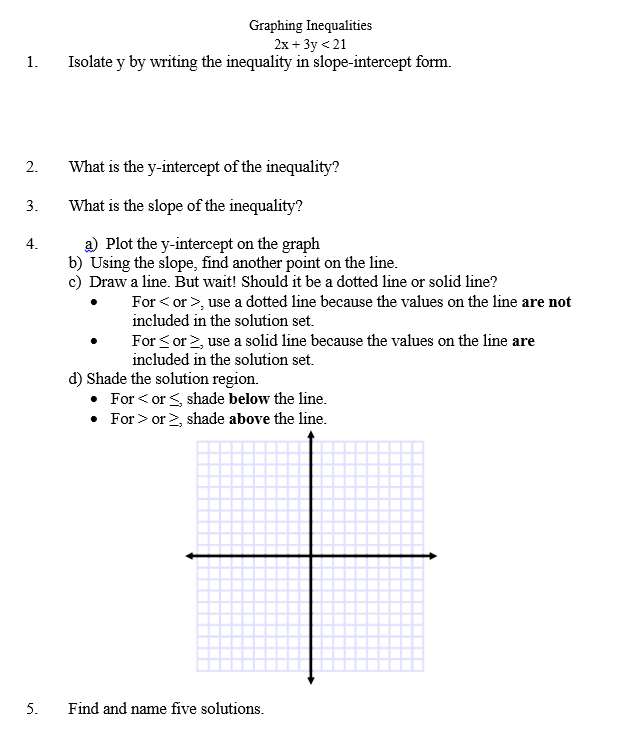 Graphing Inequalities
2x + 3y < 21
1. Isolate y by writing the inequality in slope-intercept form.
2. What is the y-intercept of the inequality?
3. What is the slope of the inequality?
4. a) Plot the y-intercept on the graph
b) Using the slope, find another point on the line.
c) Draw a line. But wait! Should it be a dotted line or solid line?
• For < or >, use a dotted line because the values on the line are not
included in the solution set.
• For ≤ or ≥, use a solid line because the values on the line are
included in the solution set.
d) Shade the solution region.
• For < or ≤, shade below the line.
• For > or ≥, shade above the line.
5. Find and name five solutions.